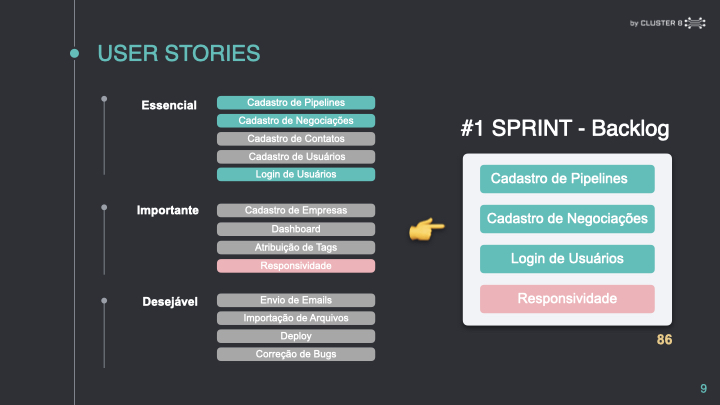 by CLUSTER 8
USER STORIES
Essencial
Cadastro de Pipelines
Cadastro de Negociações
Cadastro de Contatos
Cadastro de Usuários
Login de Usuários
Importante
Cadastro de Empresas
Dashboard
Atribuição de Tags
Responsividade
Desejável
Envio de Emails
Importação de Arquivos
Deploy
Correção de Bugs
#1 SPRINT - Backlog
Cadastro de Pipelines
Cadastro de Negociações
Login de Usuários
Responsividade
86
9